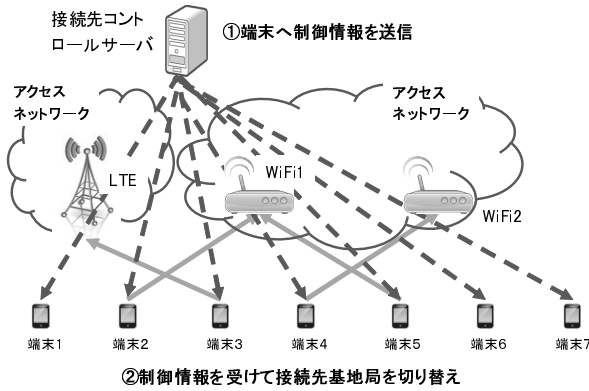 接続先コント
ロールサーバ
①端末へ制御情報を送信
アクセス
ネットワーク
アクセス
ネットワーク
LTE
WiFi1
WiFi2
端末1
端末2
端末3
端末4
端末5
端末6
端末7
②制御情報を受けて接続先基地局を切り替え